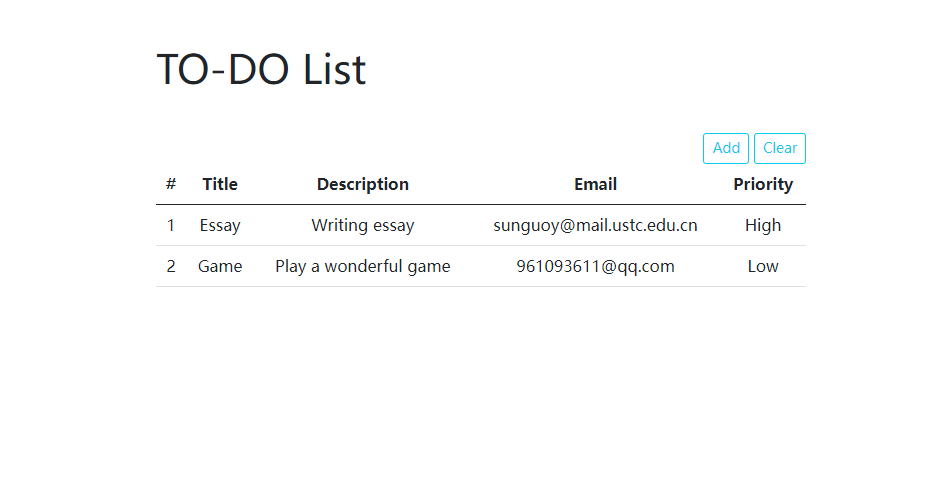 TO-DO List
Add Clear
# Title Description Email Priority
1 Essay Writing essay sunguoy@mail.ustc.edu.cn High
2 Game Play a wonderful game 961093611@qq.com Low